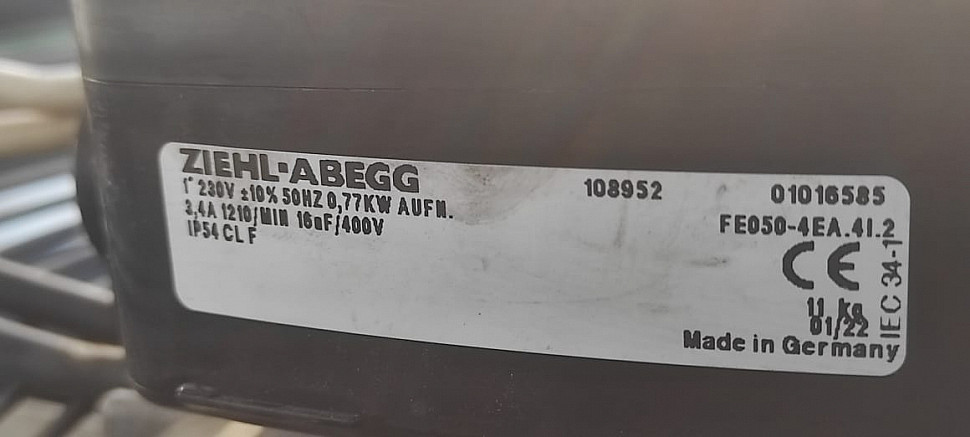 ZIEHL-ABEGG
1~ 230V ±10% 50HZ 0,77KW AUFN.
3,4A 1210/MIN 16uF/400V
IP54 CL F
108952
01016585
FE050-4EA.4I.2
CE
IEC 34-1
11 kg
01/22
Made in Germany